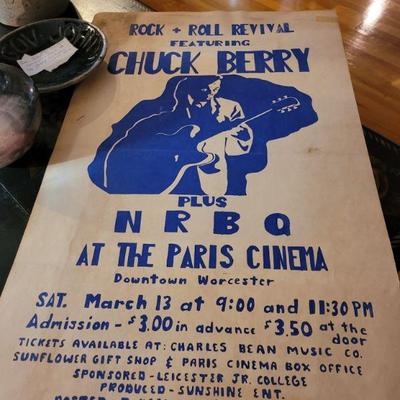 ROCK + ROLL REVIVAL
FEATURING
CHUCK BERRY
PLUS
NRBQ
AT THE PARIS CINEMA
Downtown Worcester
SAT. March 13 at 9:00 and 11:30 PM
Admission - $3.00 in advance $3.50 at the door
TICKETS AVAILABLE AT: CHARLES BEAN MUSIC CO.
SUNFLOWER GIFT SHOP & PARIS CINEMA BOX OFFICE
SPONSORED - LEICESTER JR. COLLEGE
PRODUCED - SUNSHINE ENT.